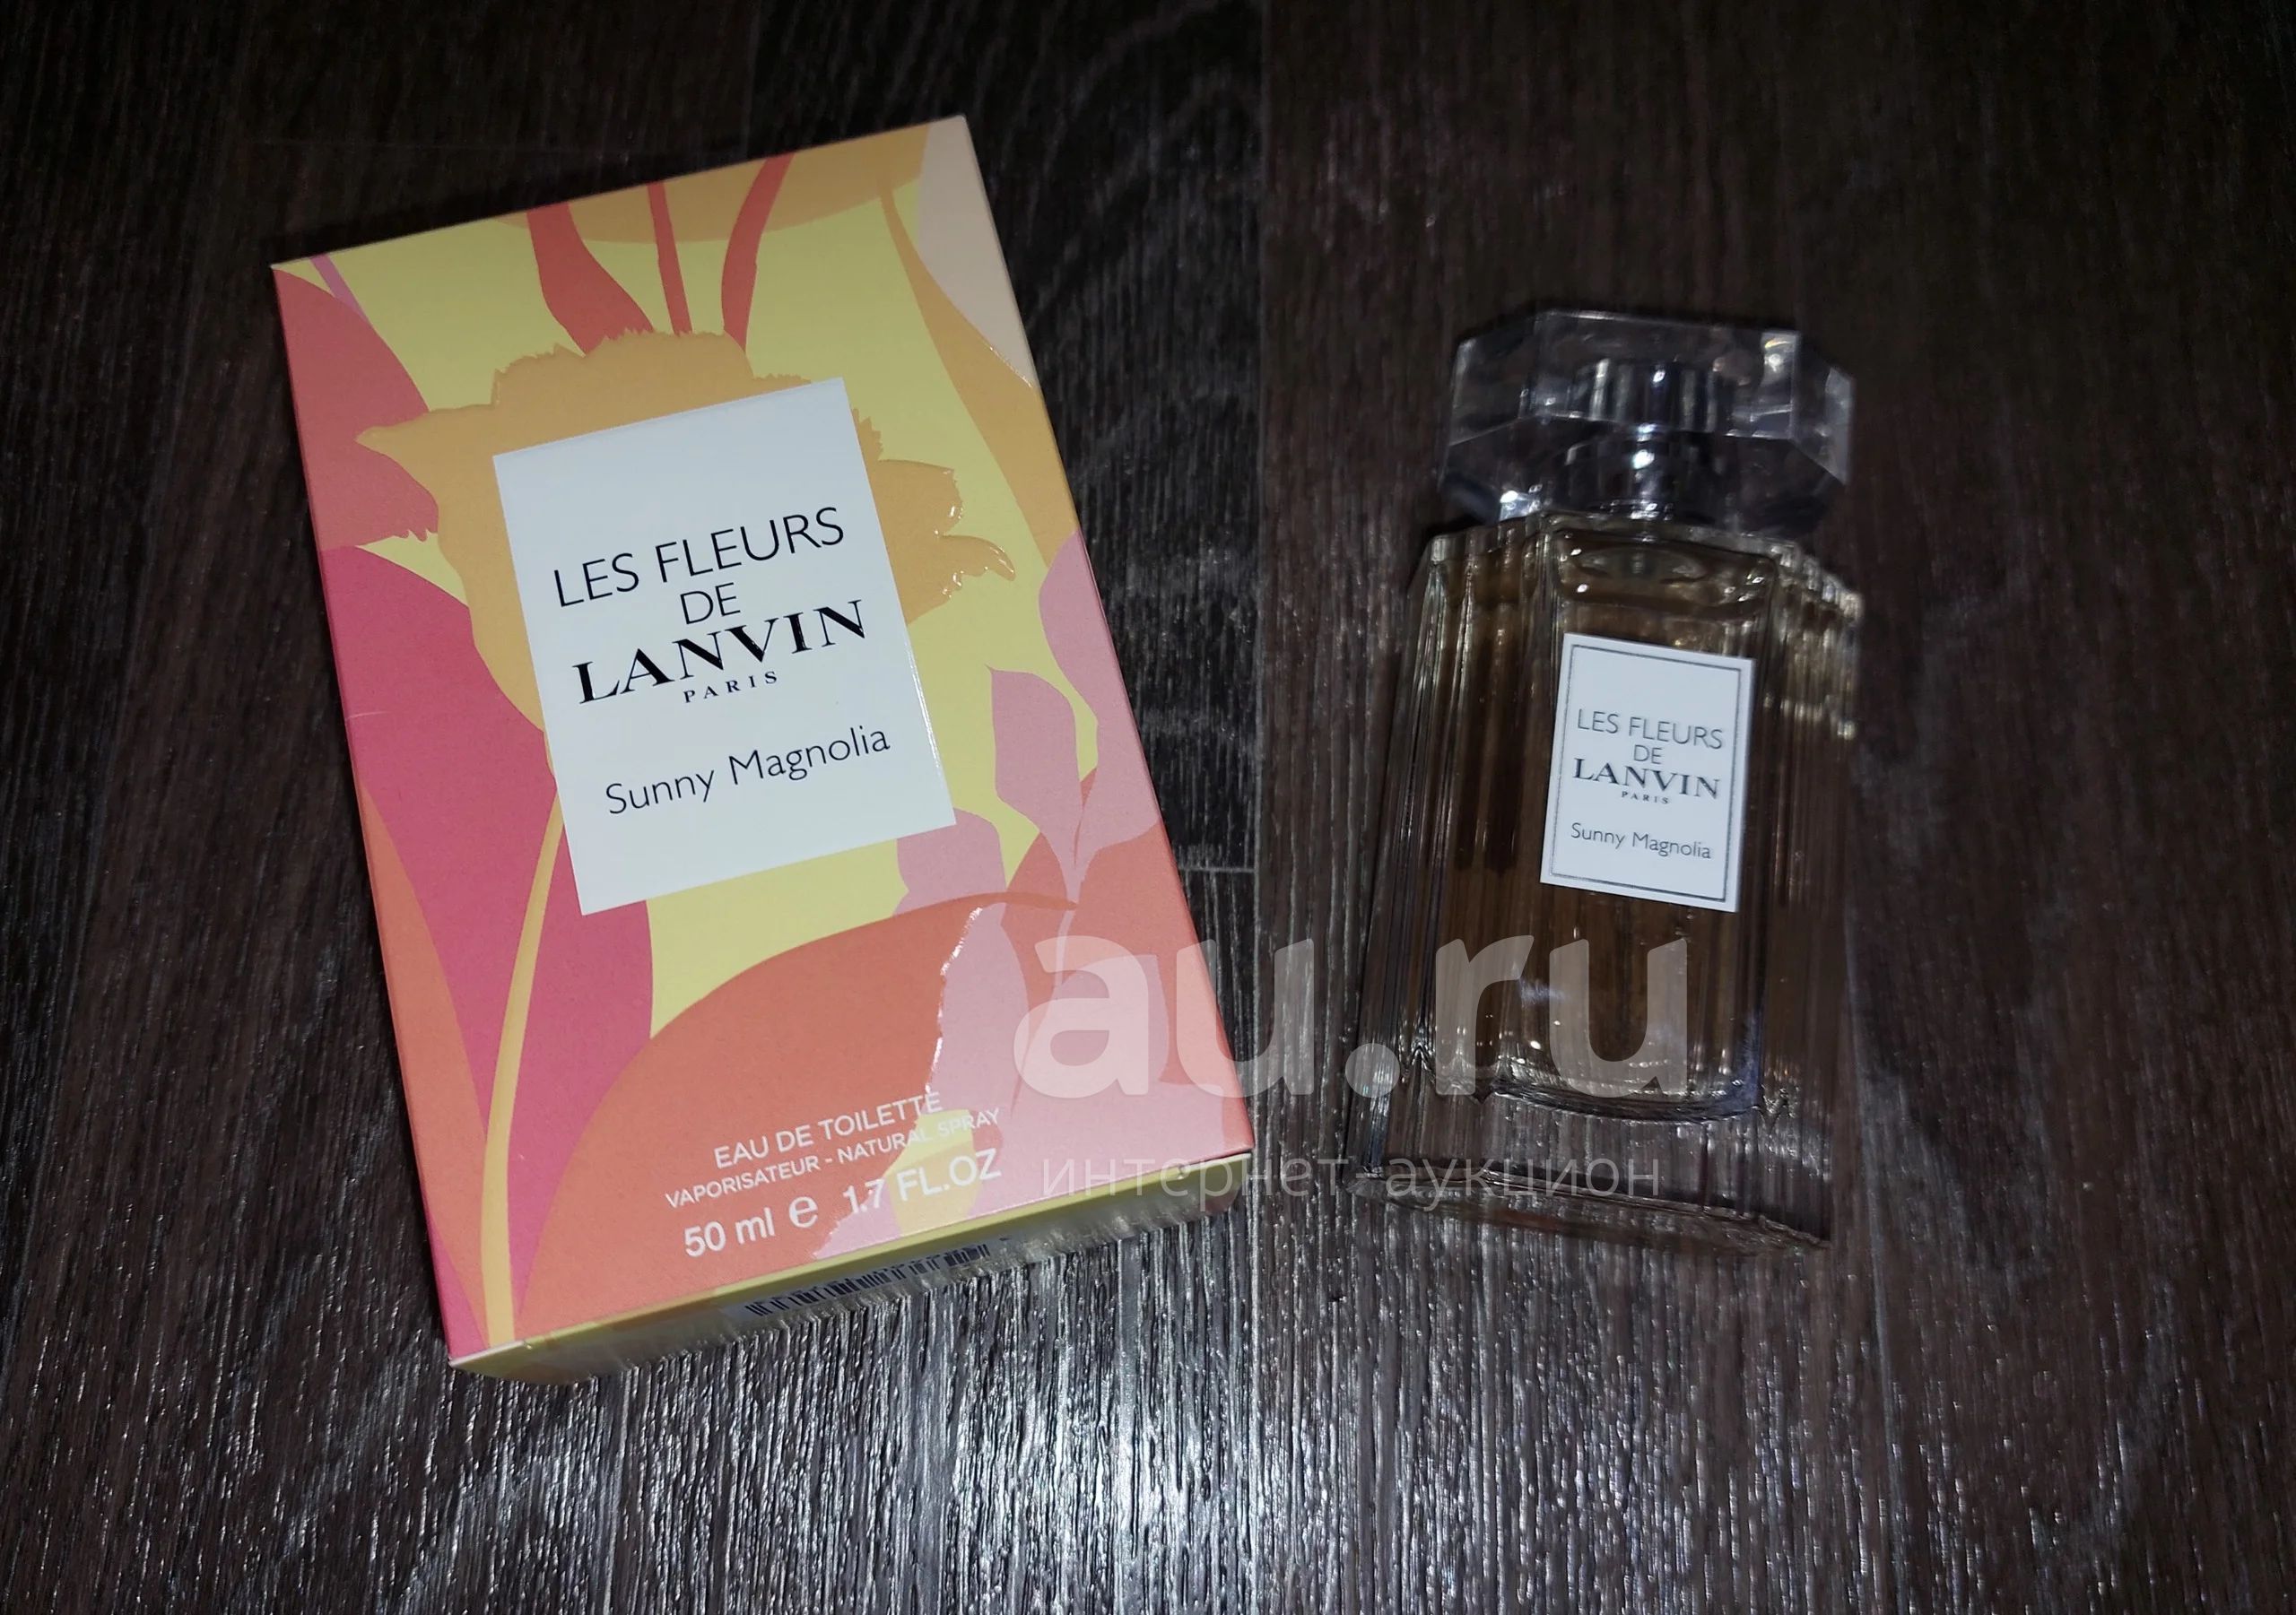 LES FLEURS
DE
LANVIN
PARIS
Sunny Magnolia
EAU DE TOILETTE
VAPORISATEUR - NATURAL SPRAY
50 ml e 1.7 FL.OZ
LES FLEURS
DE
LANVIN
PARIS
Sunny Magnolia
au.ru
интернет-аукцион